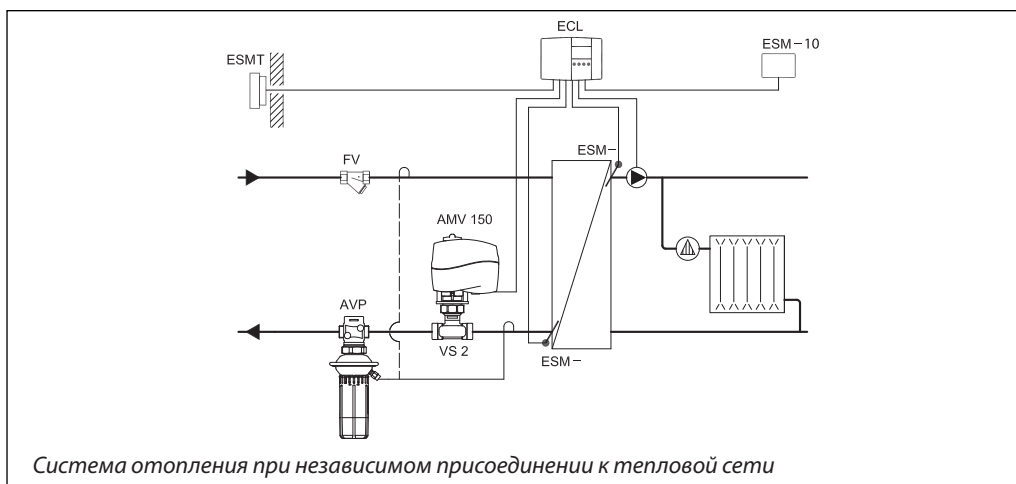 ECL
ESM-10
ESMT
ESM-
FV
AMV 150
AVP
VS 2
ESM-
Система отопления при независимом присоединении к тепловой сети